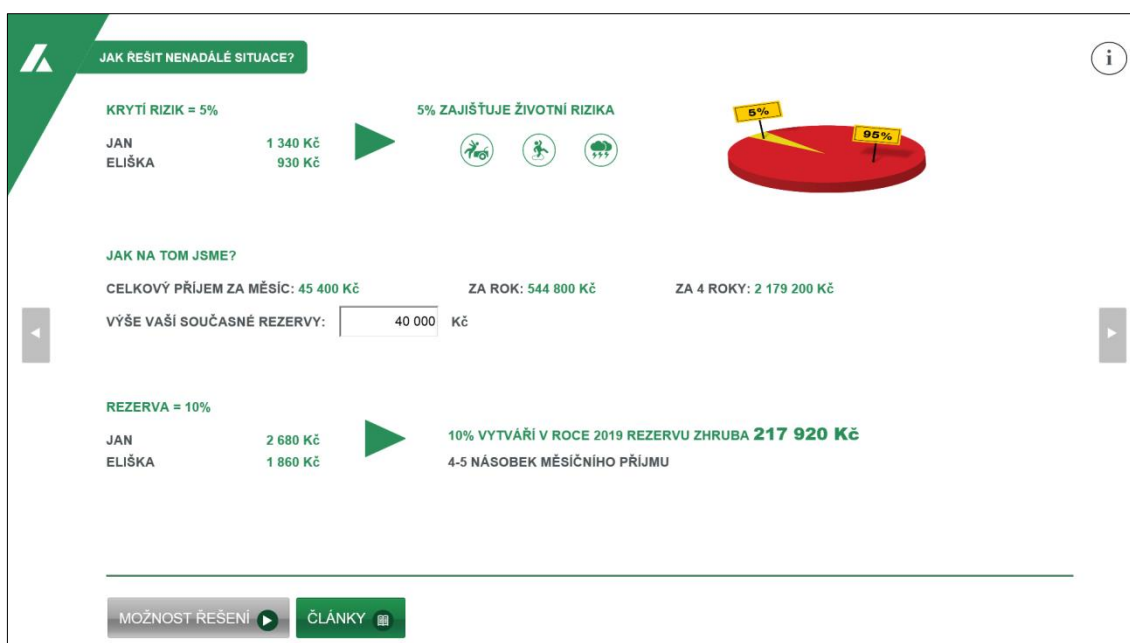 JAK ŘEŠIT NENADÁLÉ SITUACE?
i
KRYTÍ RIZIK = 5%
5% ZAJIŠŤUJE ŽIVOTNÍ RIZIKA
5%
95%
JAN 1 340 Kč
ELIŠKA 930 Kč
JAK NA TOM JSME?
CELKOVÝ PŘÍJEM ZA MĚSÍC: 45 400 Kč ZA ROK: 544 800 Kč ZA 4 ROKY: 2 179 200 Kč
VÝŠE VAŠÍ SOUČASNÉ REZERVY: 40 000 Kč
REZERVA = 10%
JAN 2 680 Kč
ELIŠKA 1 860 Kč
10% VYTVÁŘÍ V ROCE 2019 REZERVU ZHRUBA 217 920 Kč
4-5 NÁSOBEK MĚSÍČNÍHO PŘÍJMU
MOŽNOST ŘEŠENÍ
ČLÁNKY